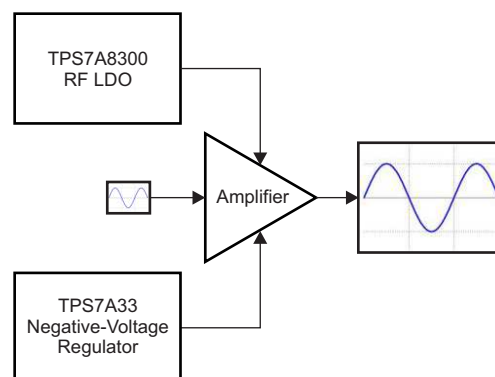 TPS7A8300
RF LDO
Amplifier
TPS7A33
Negative-Voltage
Regulator